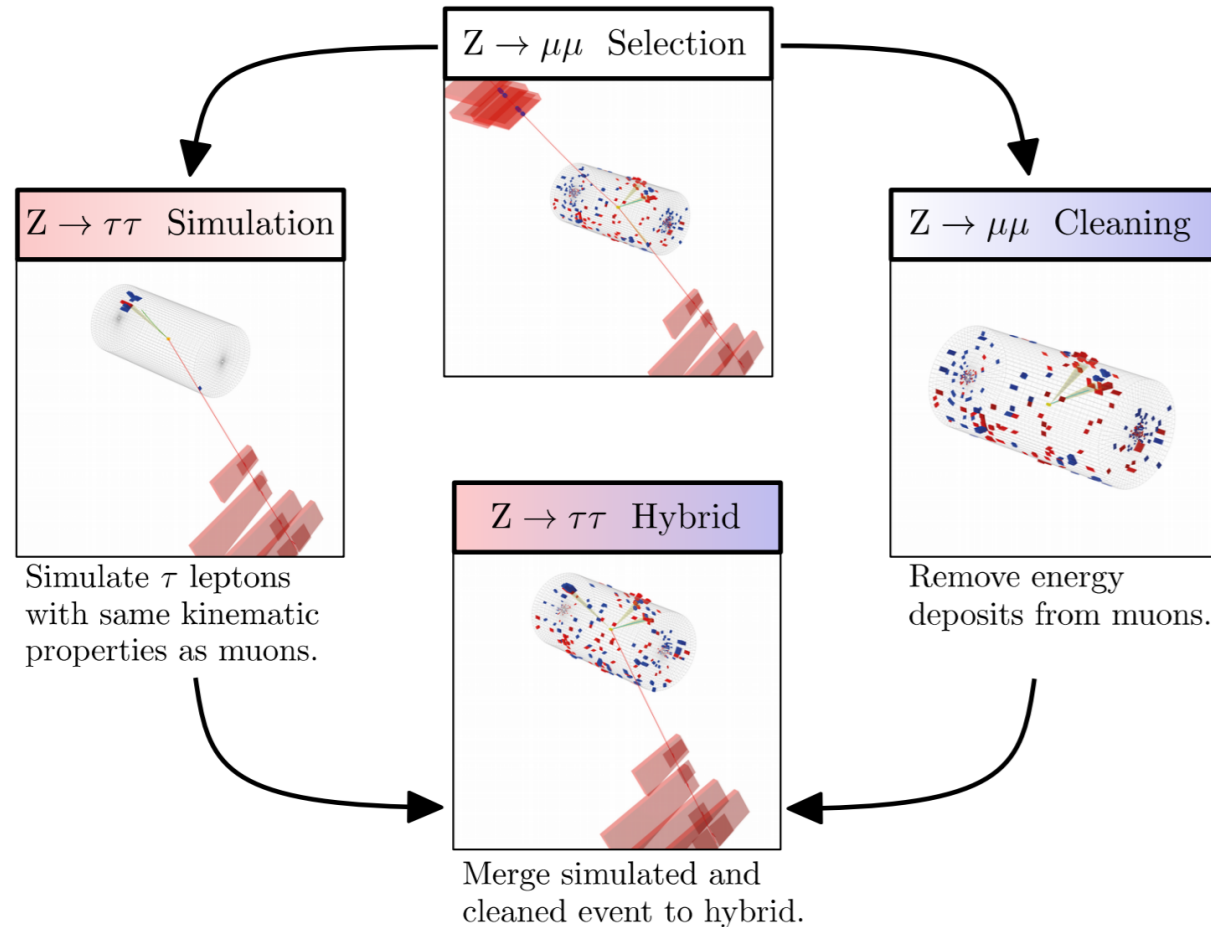 Z → μμ Selection
Z → ττ Simulation
Z → μμ Cleaning
Z → ττ Hybrid
Simulate τ leptons
with same kinematic
properties as muons.
Remove energy
deposits from muons.
Merge simulated and
cleaned event to hybrid.